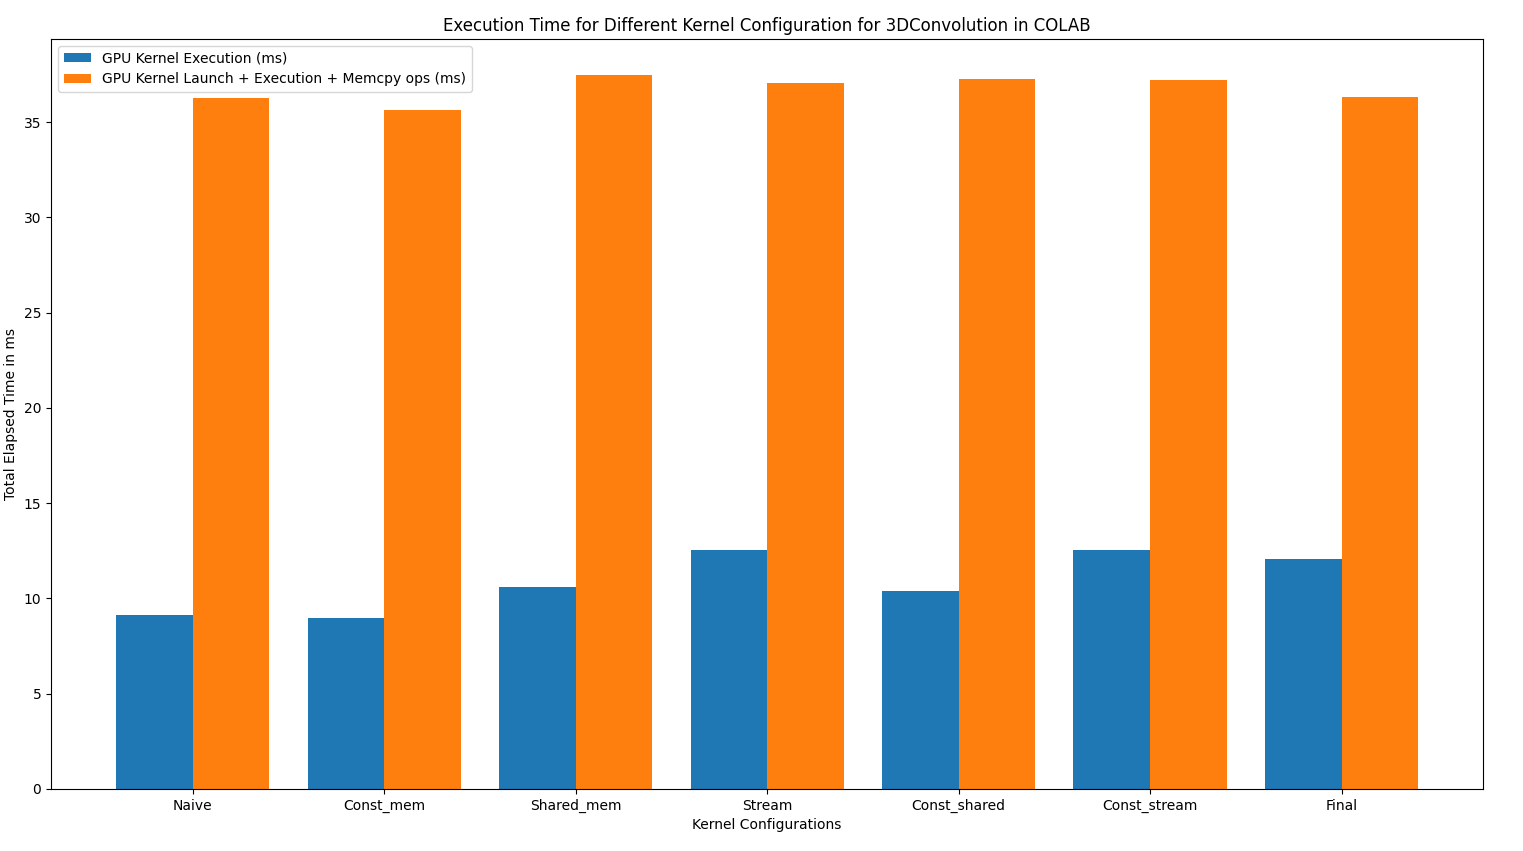 Execution Time for Different Kernel Configuration for 3DConvolution in COLAB
GPU Kernel Execution (ms)
GPU Kernel Launch + Execution + Memcpy ops (ms)
Total Elapsed Time in ms
35
30
25
20
15
10
5
0
Naive Const_mem Shared_mem Stream Const_shared Const_stream Final
Kernel Configurations